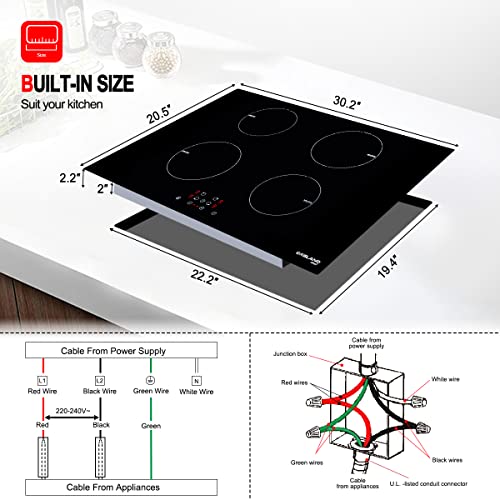 Size
BUILT-IN SIZE
Suit your kitchen
20.5"
30.2"
2.2"
2"
GASLAND
22.2"
19.4"
Cable From Power Supply
L1
L2
N
Red Wire
Black Wire
Green Wire
White Wire
220-240V~
Red
Black
Green
Cable From Appliances
Cable from
power supply
Junction box
Red wires
White wire
Green wires
Black wires
Cable from
appliances
U.L. -listed conduit connector